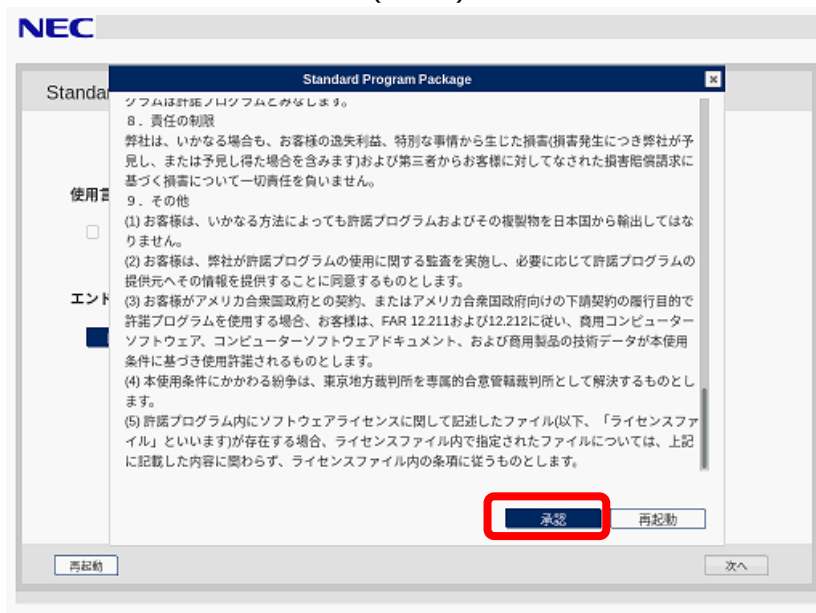 NEC
Standard Program Package
Standar
グラムは許諾プログラムとみなします。
8．責任の制限
弊社は、いかなる場合も、お客様の逸失利益、特別な事情から生じた損害(損害発生につき弊社が予
見し、または予見し得た場合を含みます)および第三者からお客様に対してなされた損害賠償請求に
基づく損害について一切責任を負いません。
9．その他
(1) お客様は、いかなる方法によっても許諾プログラムおよびその複製物を日本国から輸出してはな
りません。
(2) お客様は、弊社が許諾プログラムの使用に関する監査を実施し、必要に応じて許諾プログラムの
提供元へその情報を提供することに同意するものとします。
(3) お客様がアメリカ合衆国政府との契約、またはアメリカ合衆国政府向けの下請契約の履行目的で
許諾プログラムを使用する場合、お客様は、FAR 12.211および12.212に従い、商用コンピューター
ソフトウェア、コンピューターソフトウェアドキュメント、および商用製品の技術データが本使用
条件に基づき使用許諾されるものとします。
(4) 本使用条件にかかわる紛争は、東京地方裁判所を専属的合意管轄裁判所として解決するものとし
ます。
(5) 許諾プログラム内にソフトウェアライセンスに関して記述したファイル(以下、「ライセンスファ
イル」といいます)が存在する場合、ライセンスファイル内で指定されたファイルについては、上記
に記載した内容に関わらず、ライセンスファイル内の条項に従うものとします。
使用言
エンド
承認
再起動
再起動
次へ